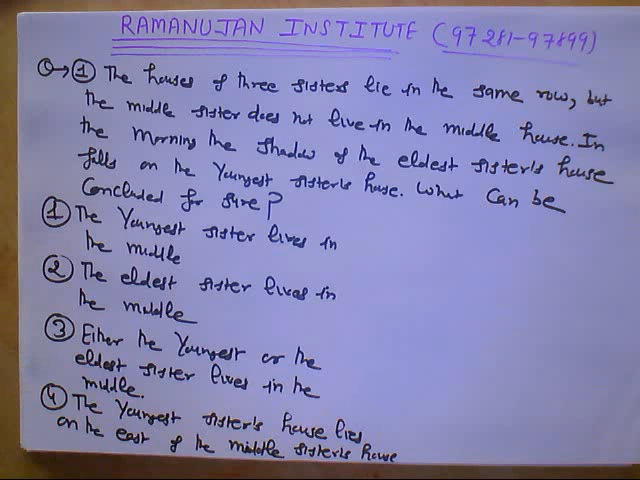 RAMANUJAN INSTITUTE (97281-97899)
Q→ ① The houses of three sisters lie in the same row, but
the middle sister does not live in the middle house. In
the morning the shadow of the eldest sister's house
falls on the Youngest sister's house. What can be
concluded for sure?
① The Youngest sister lives in
the middle
② The eldest sister lives in
the middle
③ Either the Youngest or the
eldest sister lives in the
middle.
④ The Youngest sister's house lies
on the east of the middle sister's house